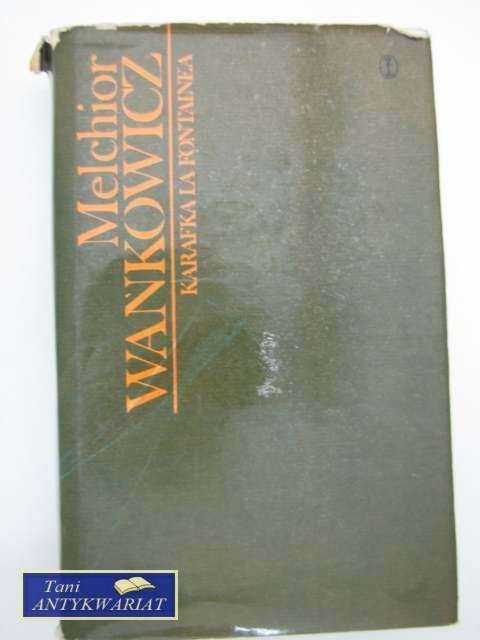 Melchior
WAŃKOWICZ
KARAFKA LA FONTAINE'A
Tani
ANTYKWARIAT